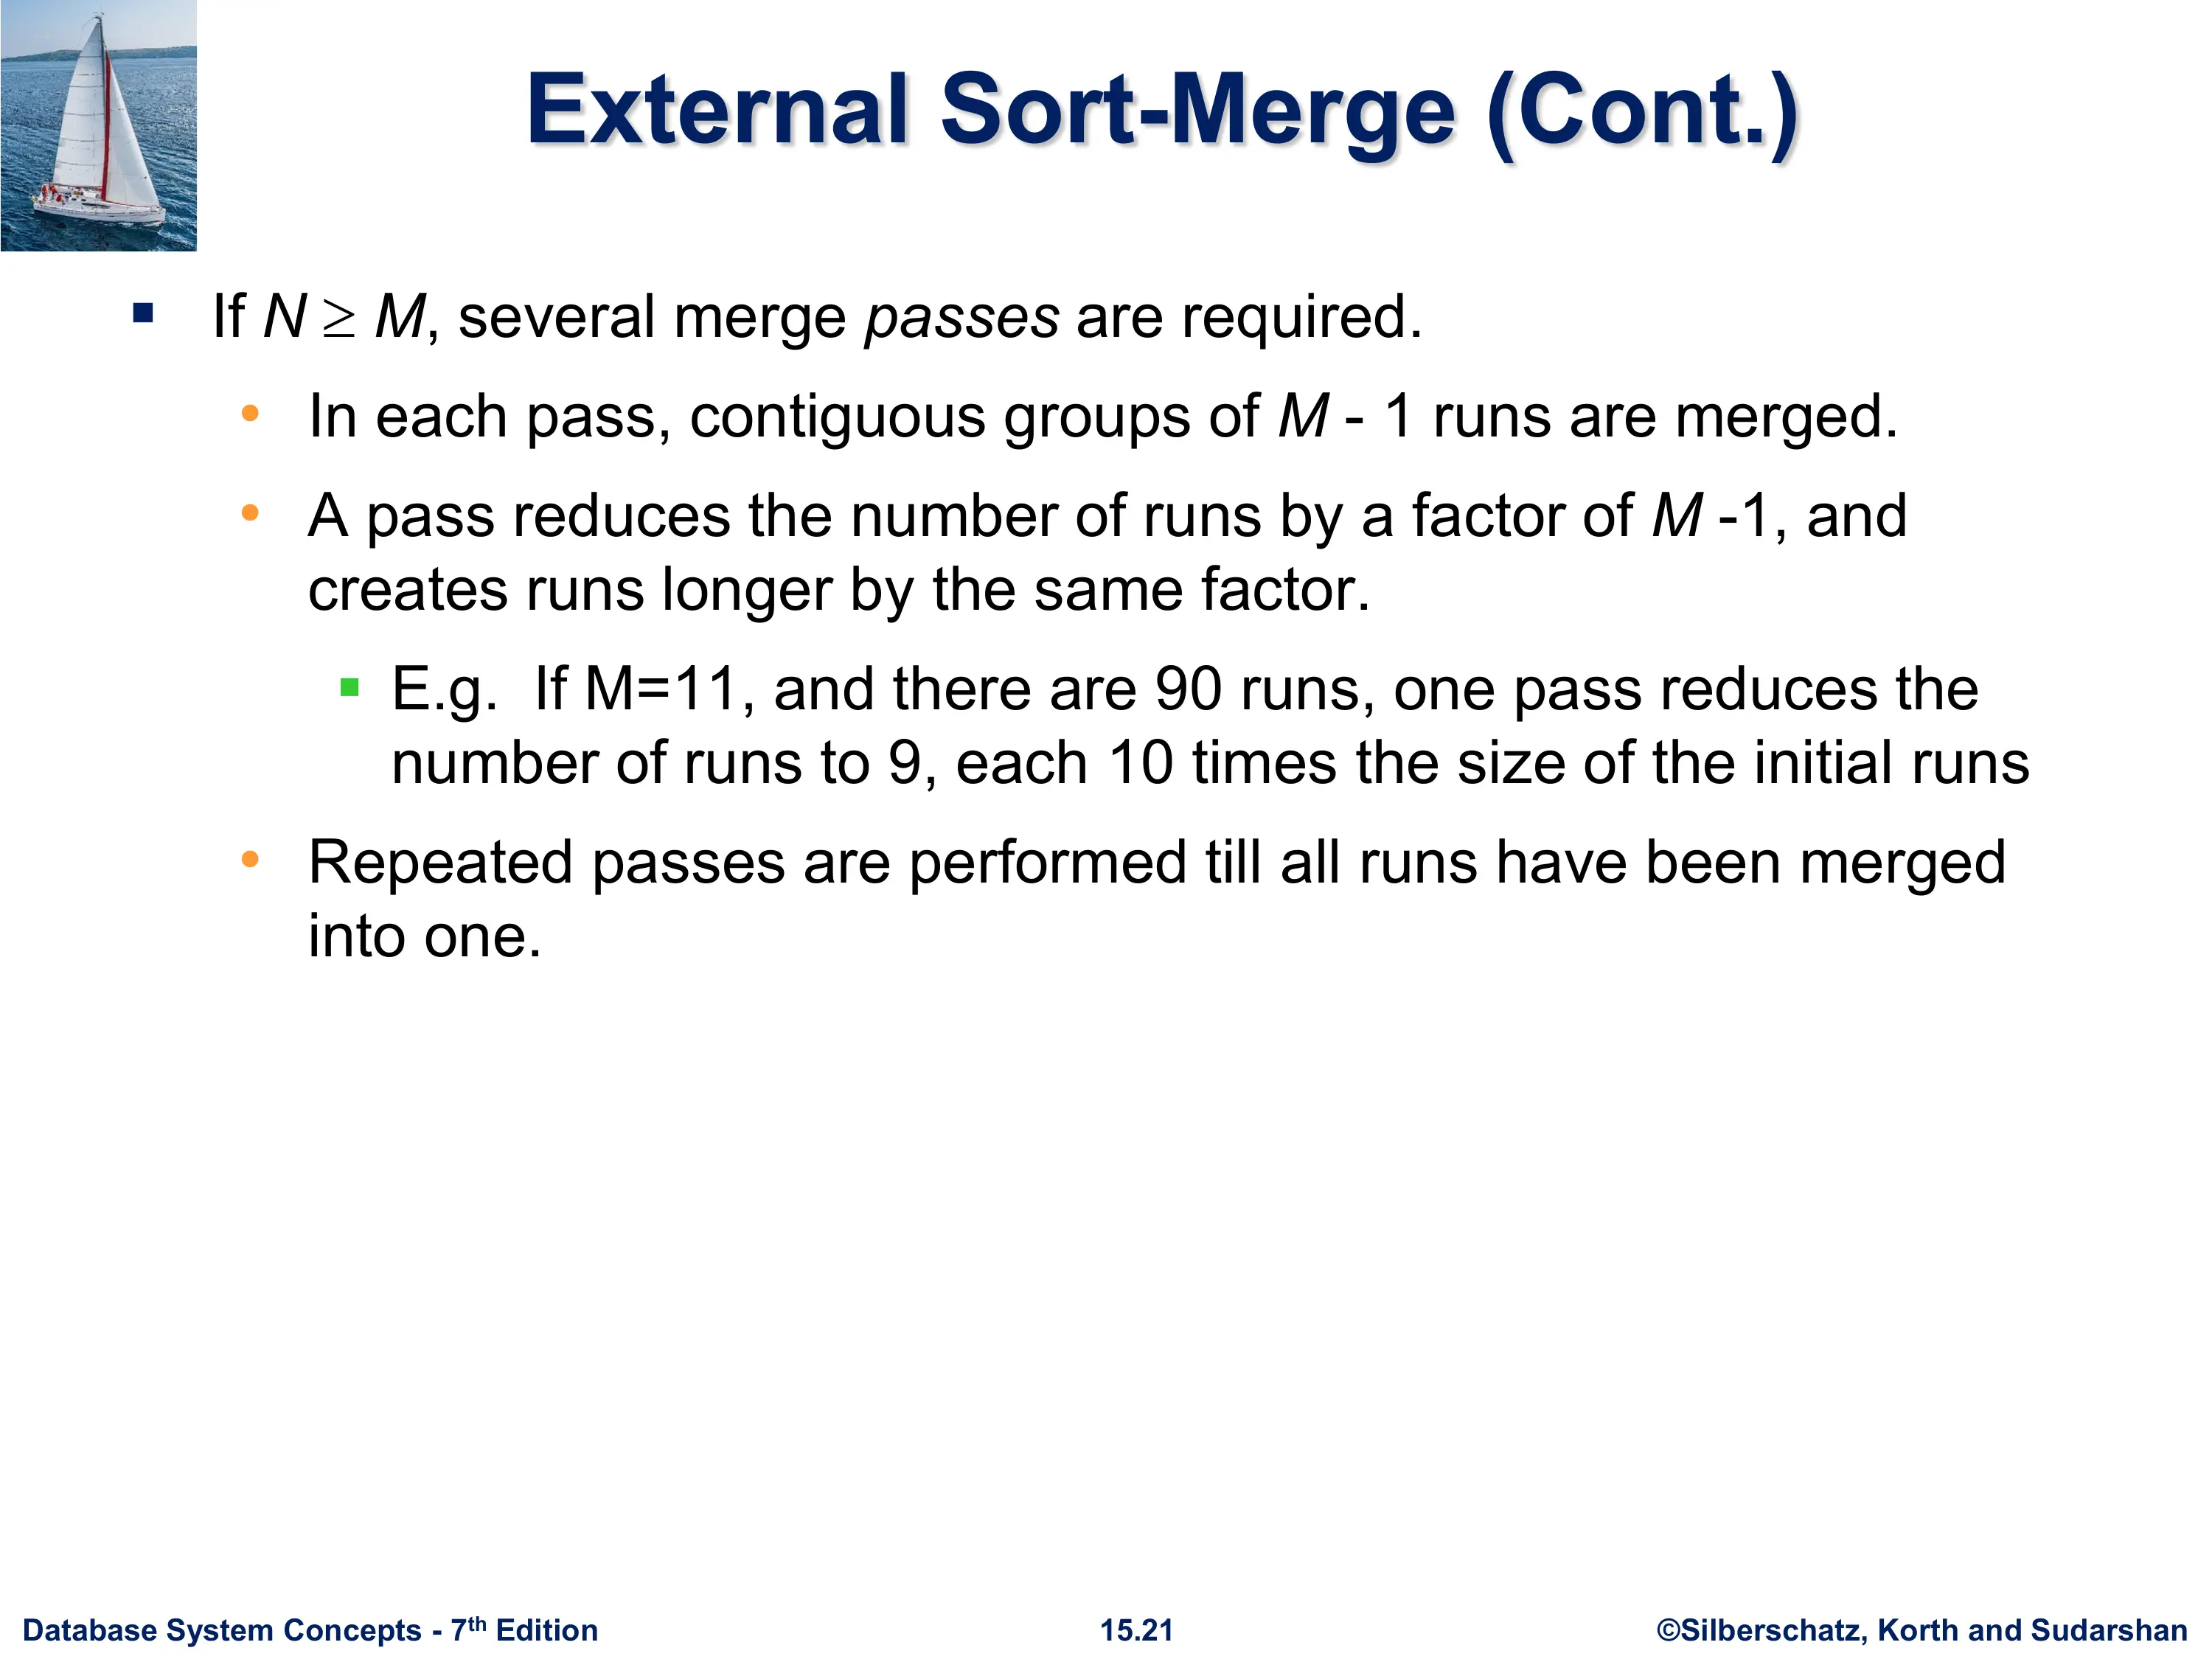 External Sort-Merge (Cont.)
If N ≥ M, several merge passes are required.
In each pass, contiguous groups of M - 1 runs are merged.
A pass reduces the number of runs by a factor of M -1, and
creates runs longer by the same factor.
E.g.  If M=11, and there are 90 runs, one pass reduces the
number of runs to 9, each 10 times the size of the initial runs
Repeated passes are performed till all runs have been merged
into one.
Database System Concepts - 7th Edition
15.21
©Silberschatz, Korth and Sudarshan